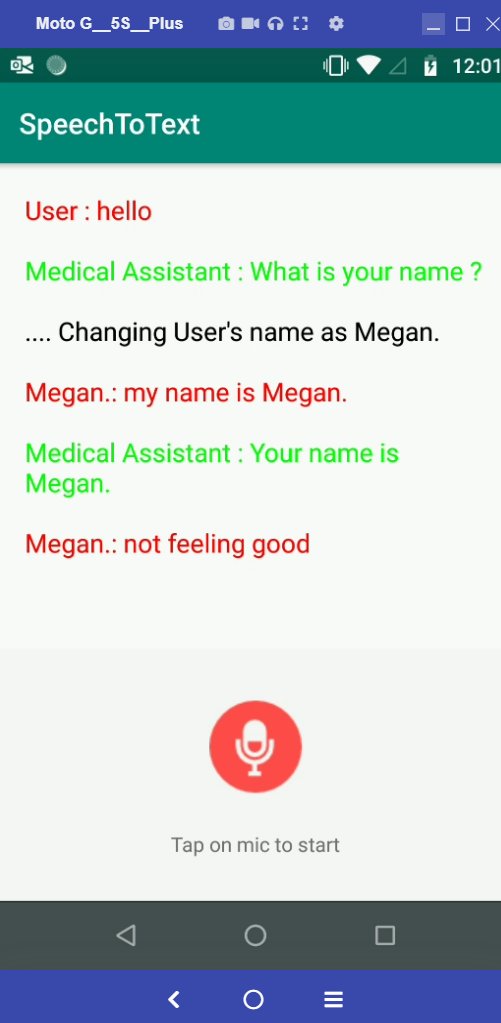 Moto G__5S__Plus
12:01
SpeechToText
User : hello
Medical Assistant : What is your name ?
.... Changing User's name as Megan.
Megan.: my name is Megan.
Medical Assistant : Your name is
Megan.
Megan.: not feeling good
Tap on mic to start